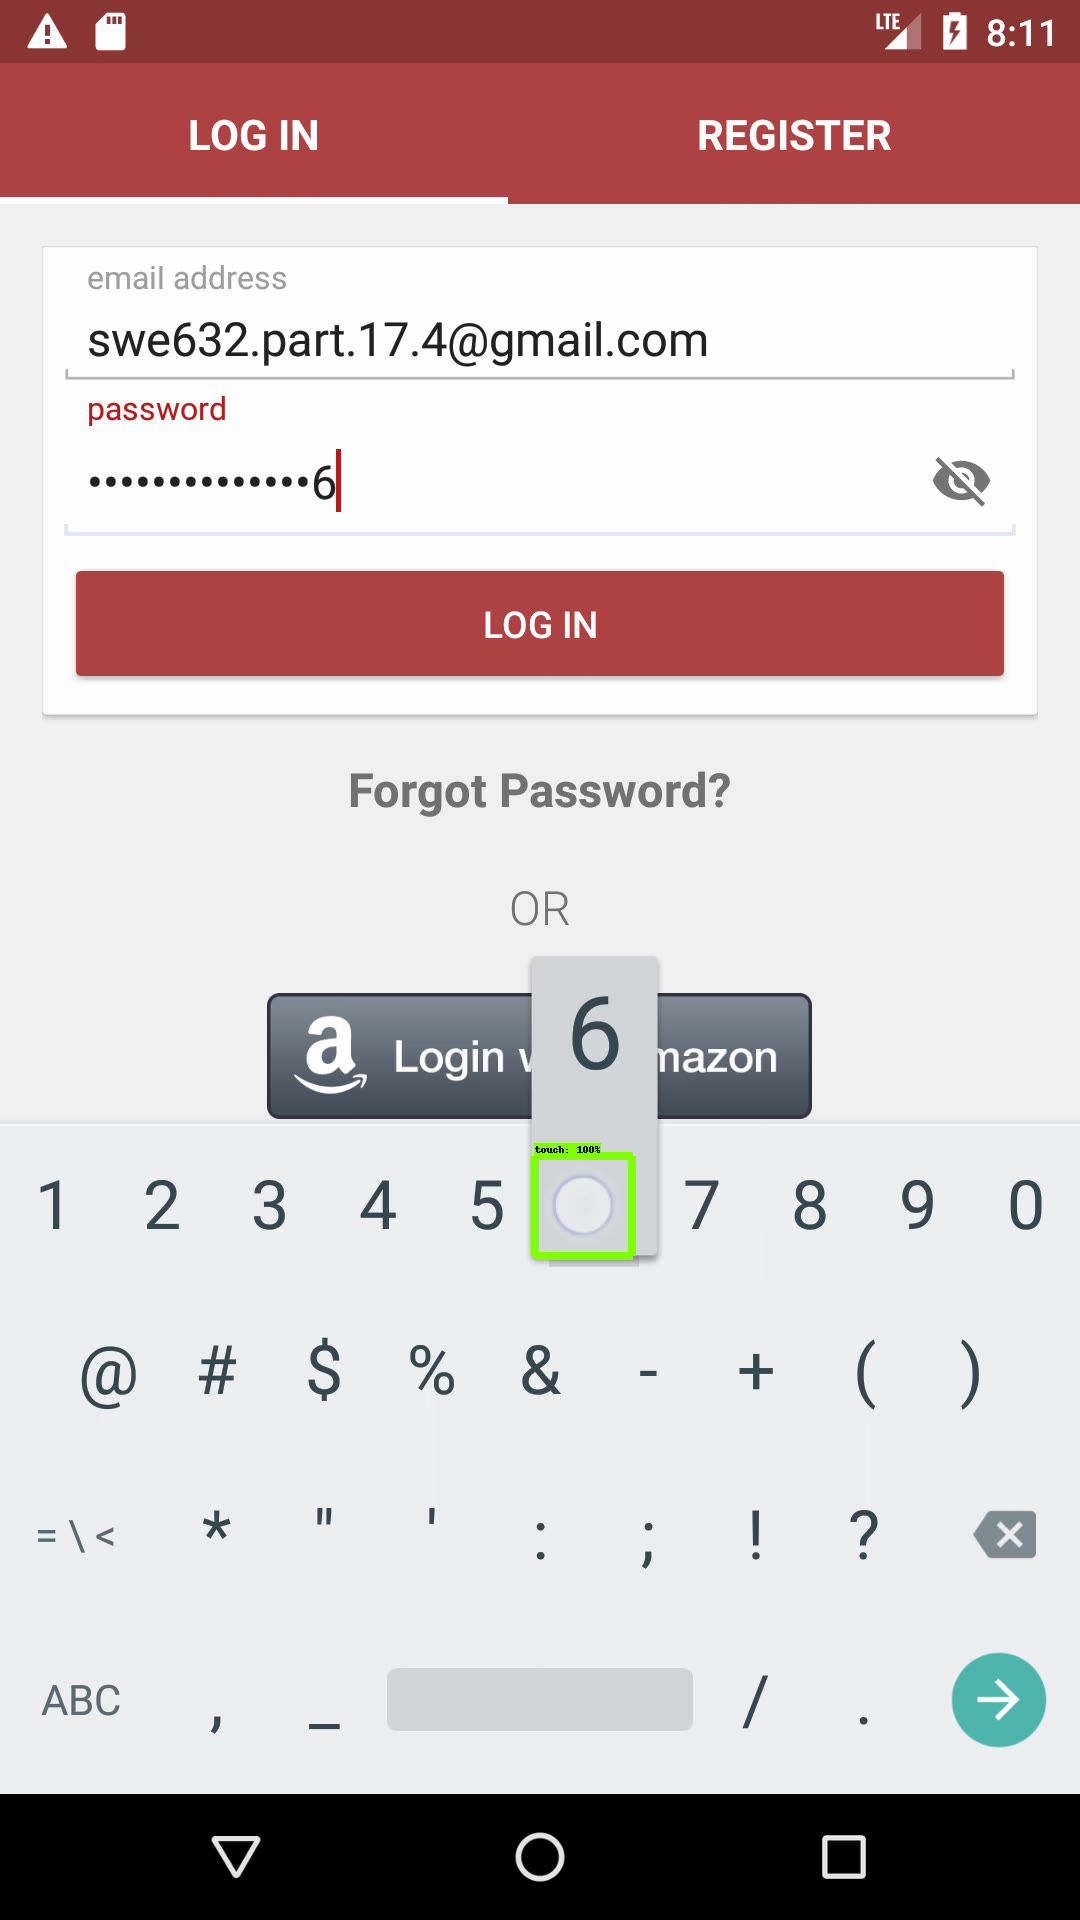 LTE 8:11
LOG IN REGISTER
email address
swe632.part.17.4@gmail.com
password
••••••••••••••6
LOG IN
Forgot Password?
OR
6
a Login w mazon
touch: 100%
1 2 3 4 5 7 8 9 0
@ # $ % & - + ( )
= \ < * " ' : ; ! ?
ABC , _ / .